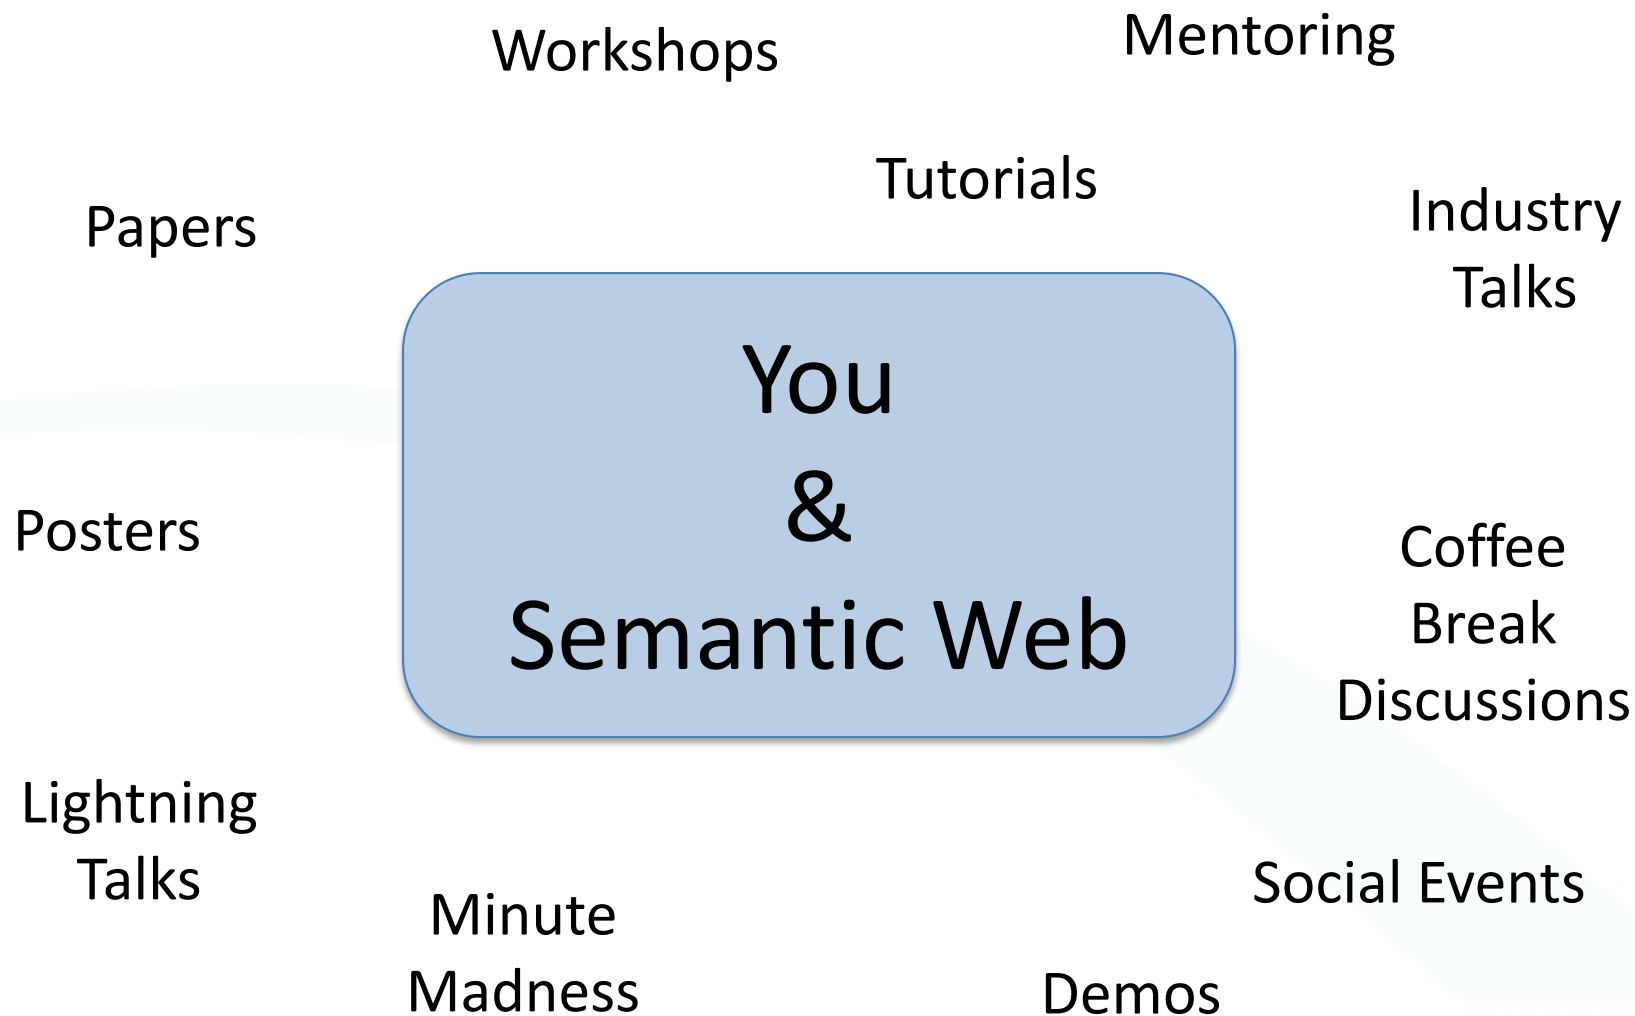 Workshops
Mentoring
Tutorials
Papers
Industry
Talks
You
&
Semantic Web
Posters
Coffee
Break
Discussions
Lightning
Talks
Social Events
Minute
Madness
Demos